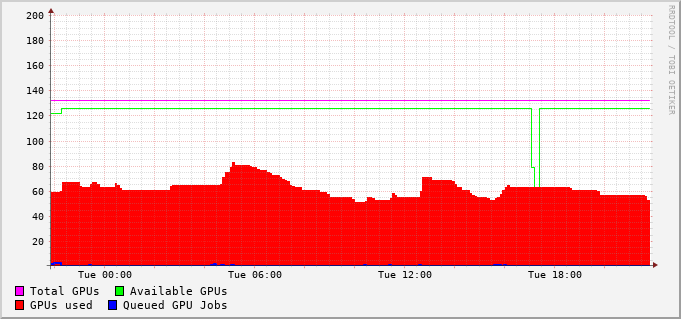 200
180
160
140
120
100
80
60
40
20
Tue 00:00 Tue 06:00 Tue 12:00 Tue 18:00
Total GPUs Available GPUs
GPUs used Queued GPU Jobs
RRDTOOL / TOBI OETIKER